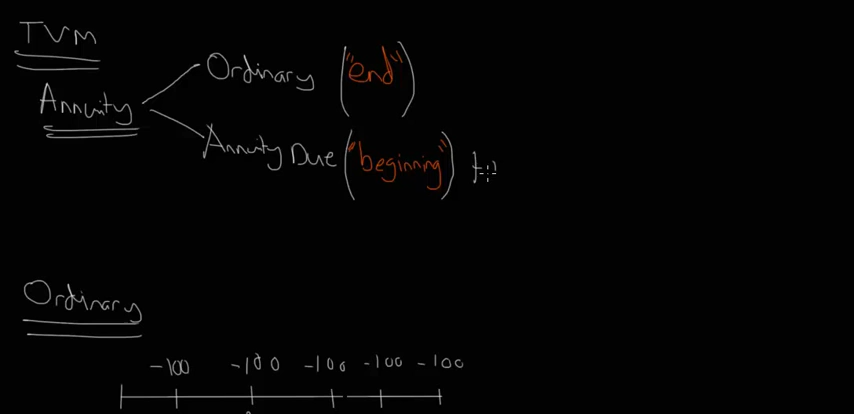 TVM
Ordinary ("end")
Annuity
Annuity Due ("beginning")
Ordinary
-100 -100 -100 -100 -100